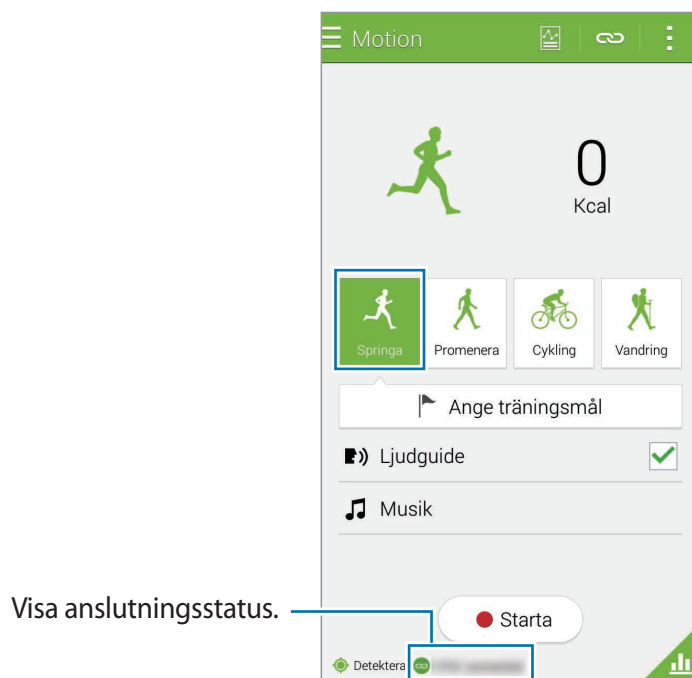 Motion
0
Kcal
Springa
Promenera
Cykling
Vandring
Ange träningsmål
Ljudguide
Musik
Visa anslutningsstatus.
Starta
Detektera